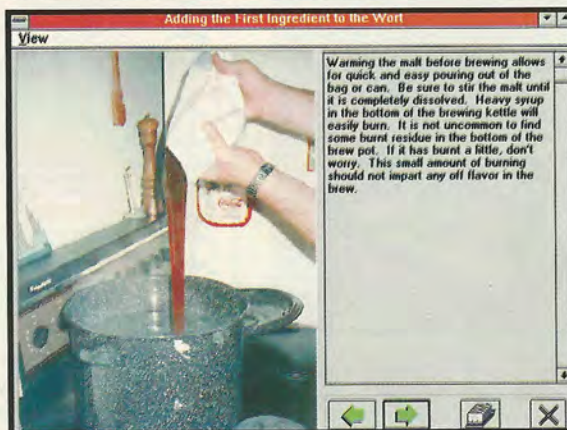 Adding the First Ingredient to the Wort
View
Warming the malt before brewing allows
for quick and easy pouring out of the
bag or can. Be sure to stir the malt until
it is completely dissolved. Heavy syrup
in the bottom of the brewing kettle will
easily burn. It is not uncommon to find
some burnt residue in the bottom of the
brew pot. If it has burnt a little, don't
worry. This small amount of burning
should not impart any off flavor in the
brew.